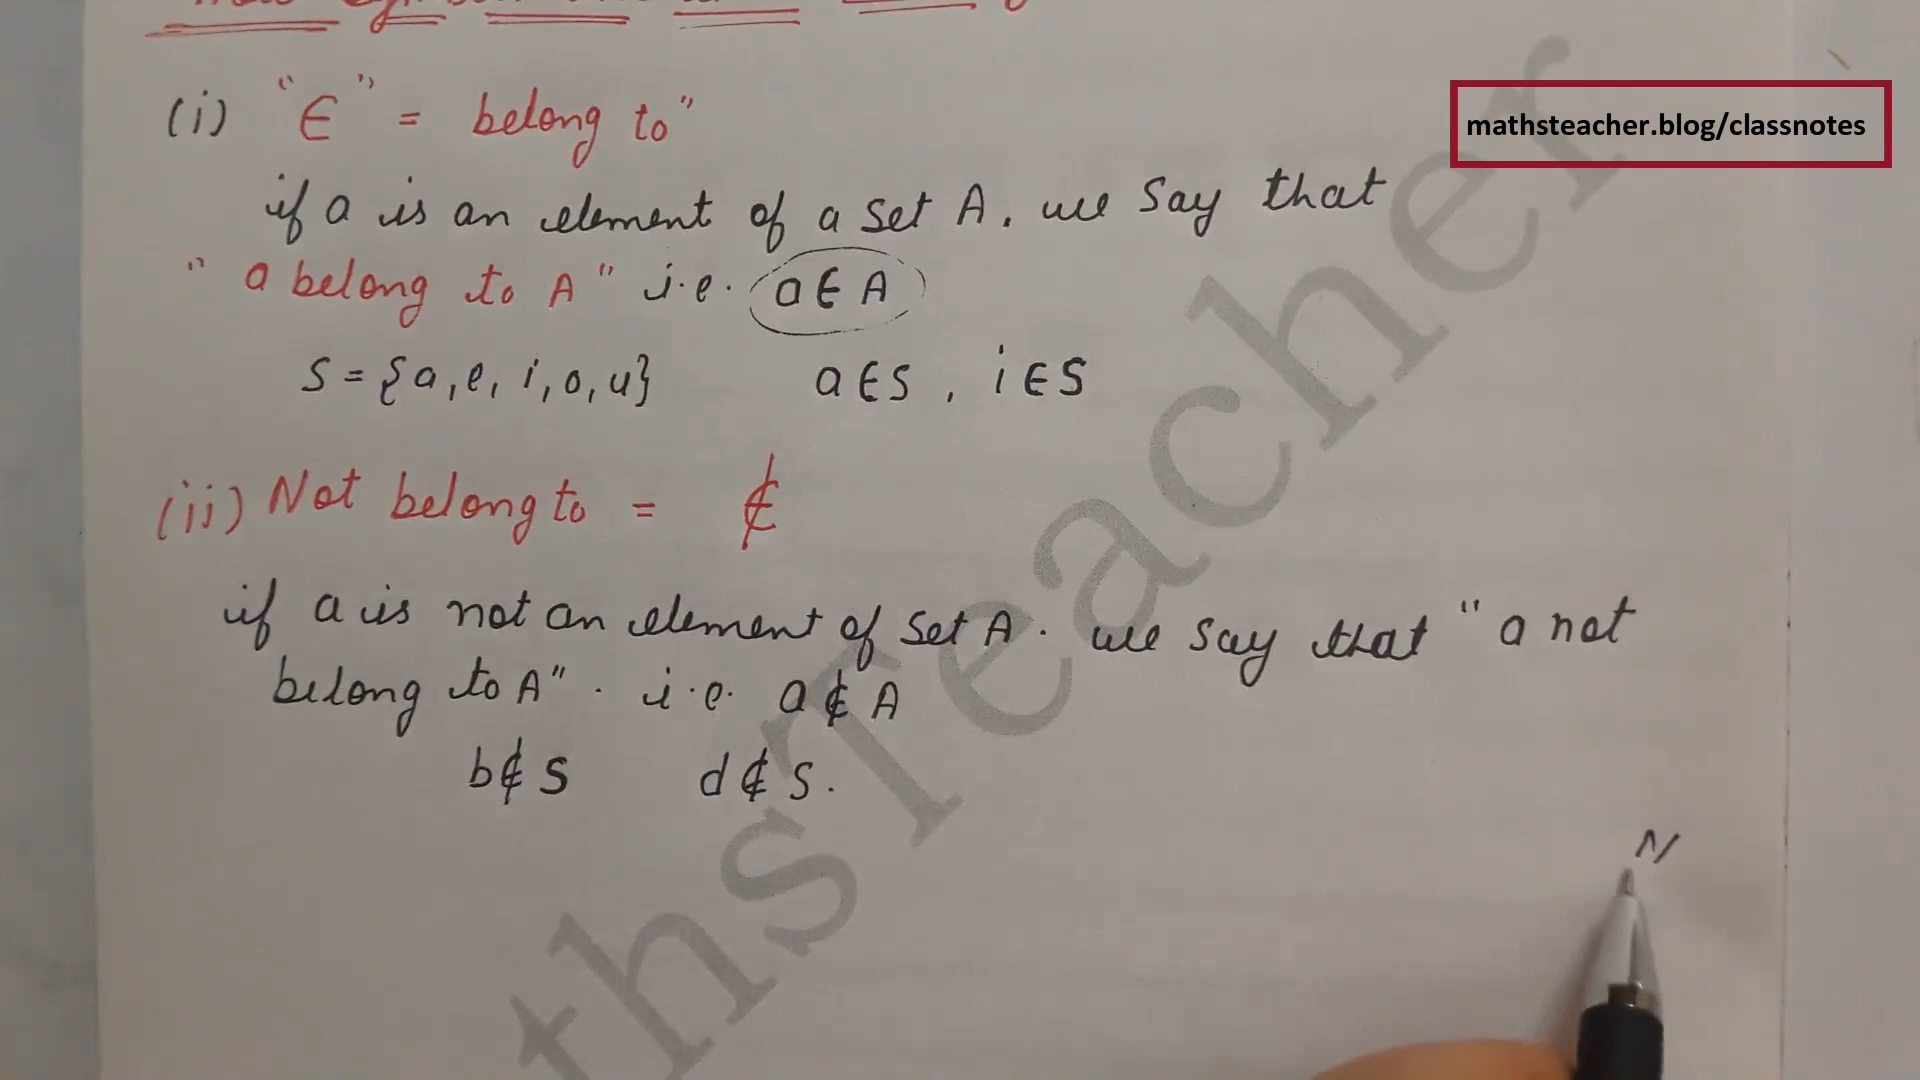 (i) "∈" = belong to"
mathsteacher.blog/classnotes
if a is an element of a set A. we say that
" a belong to A " i.e. a ∈ A
S = {a, e, i, o, u} a ∈ S , i ∈ S
(ii) Not belong to = ∉
if a is not an element of set A. we say that " a not
belong to A" . i.e. a ∉ A
b ∉ S d ∉ S.
N
thsTeacher